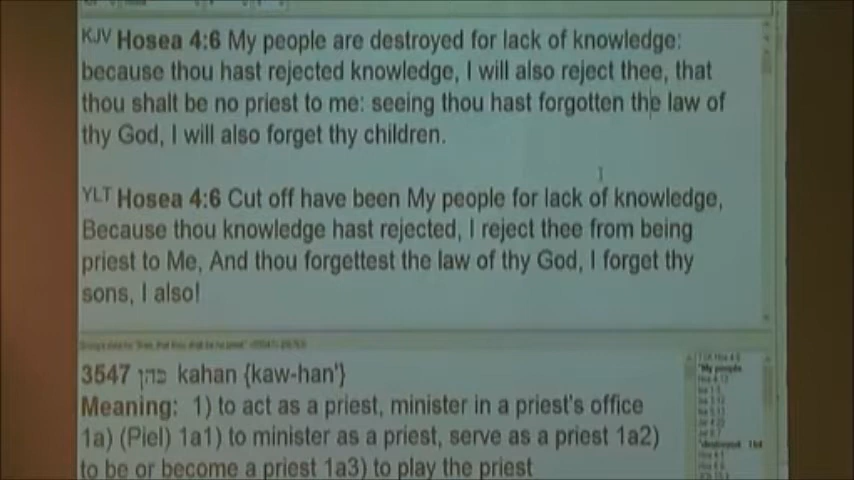 KJV Hosea 4:6 My people are destroyed for lack of knowledge:
because thou hast rejected knowledge, I will also reject thee, that
thou shalt be no priest to me: seeing thou hast forgotten the law of
thy God, I will also forget thy children.
YLT Hosea 4:6 Cut off have been My people for lack of knowledge,
Because thou knowledge hast rejected, I reject thee from being
priest to Me, And thou forgettest the law of thy God, I forget thy
sons, I also!
3547 כהן kahan {kaw-han'}
Meaning: 1) to act as a priest, minister in a priest's office
1a) (Piel) 1a1) to minister as a priest, serve as a priest 1a2)
to be or become a priest 1a3) to play the priest
"My people